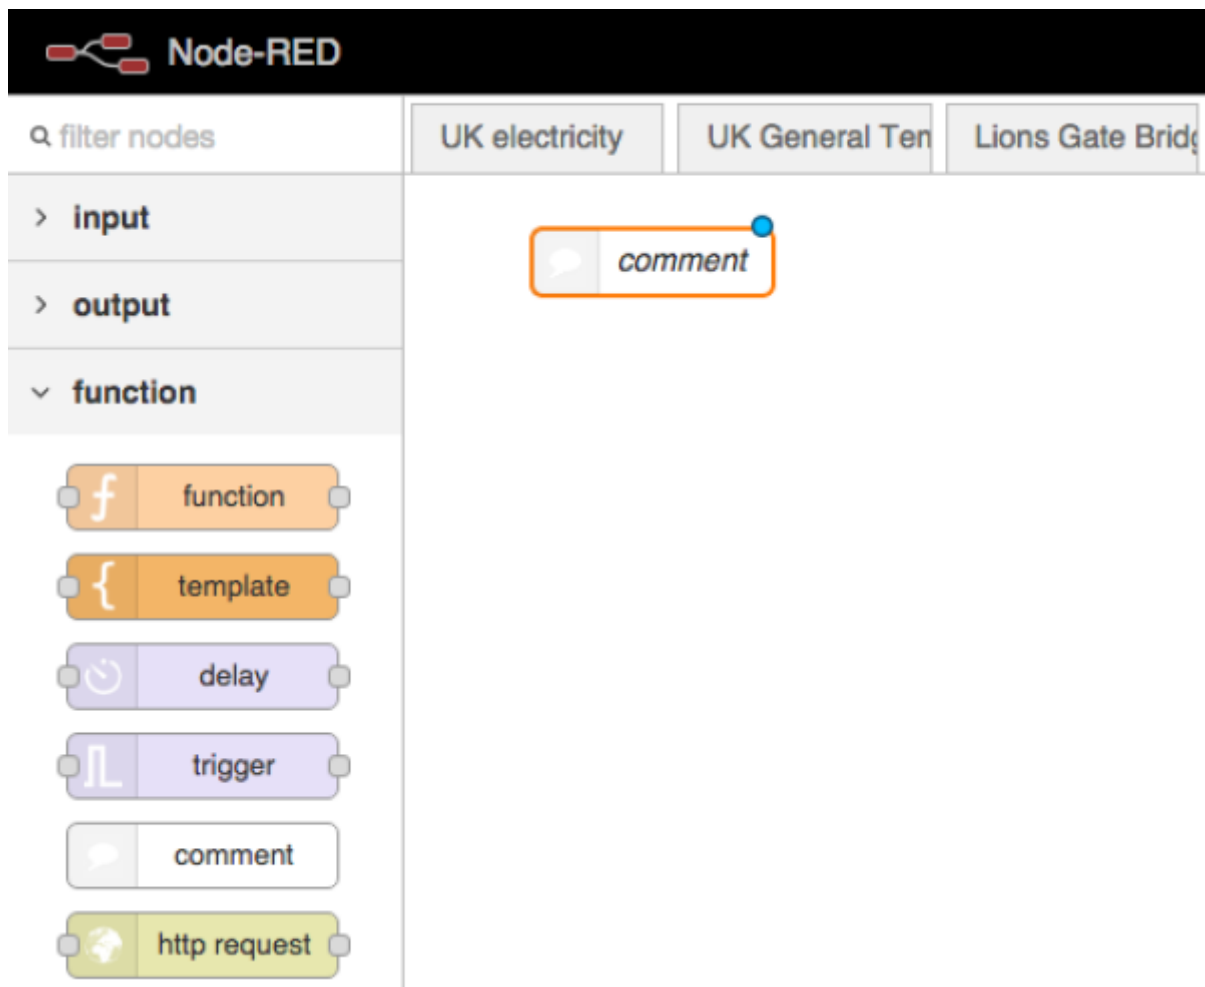 Node-RED
filter nodes
UK electricity
UK General Ten
Lions Gate Bridg
input
comment
output
function
function
template
delay
trigger
comment
http request